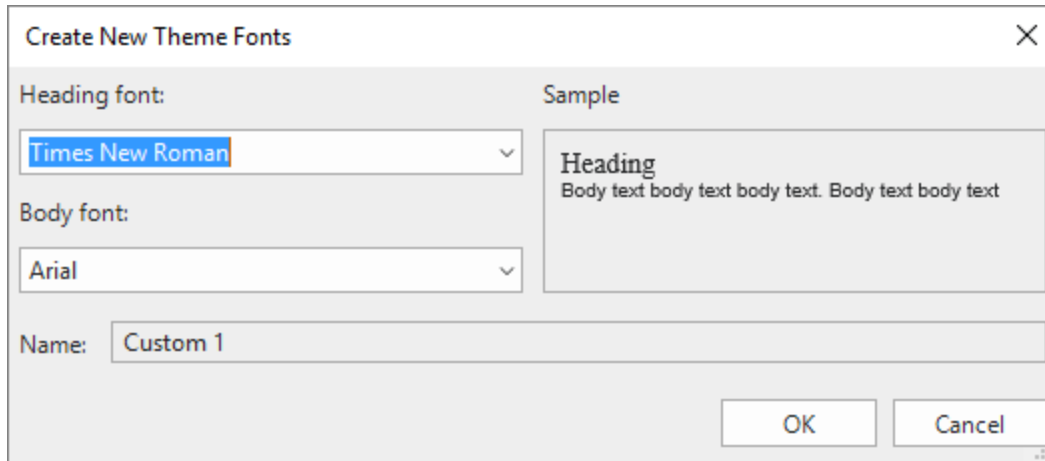 Create New Theme Fonts
Heading font:
Sample
Times New Roman
Heading
Body text body text body text. Body text body text
Body font:
Arial
Name:
Custom 1
OK
Cancel